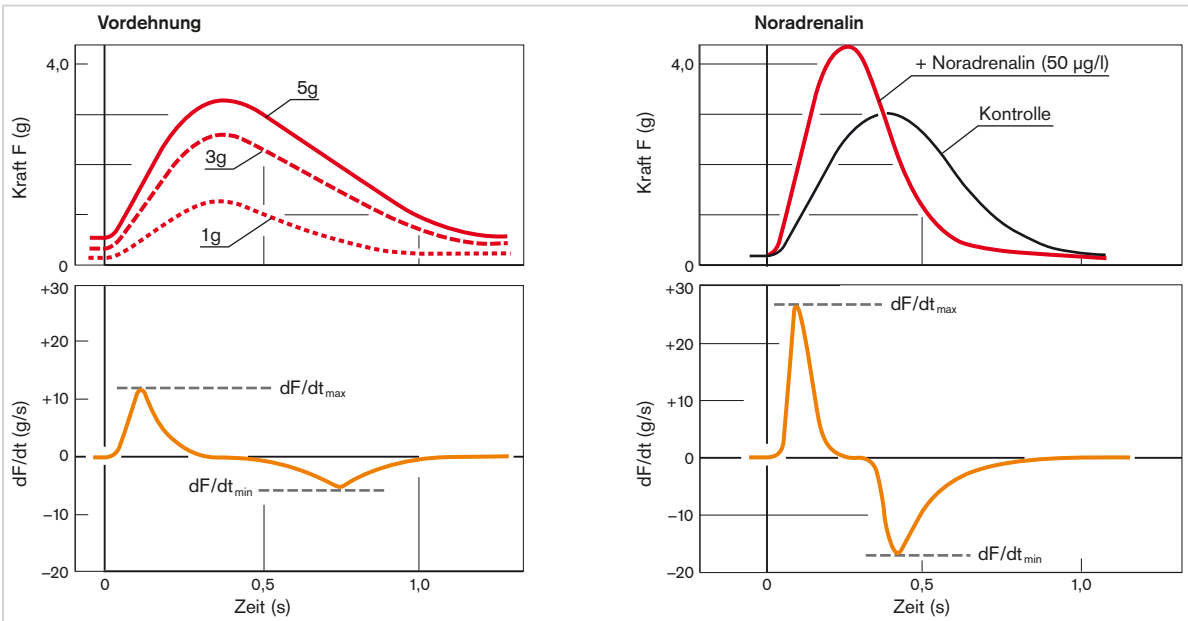 Vordehnung
Kraft F (g)
4,0
0
5g
3g
1g
dF/dt (g/s)
+30
+20
+10
0
–10
–20
dF/dtmax
dF/dtmin
0
0,5
1,0
Zeit (s)
Noradrenalin
Kraft F (g)
4,0
0
+ Noradrenalin (50 µg/l)
Kontrolle
dF/dt (g/s)
+30
+20
+10
0
–10
–20
dF/dtmax
dF/dtmin
0
0,5
1,0
Zeit (s)